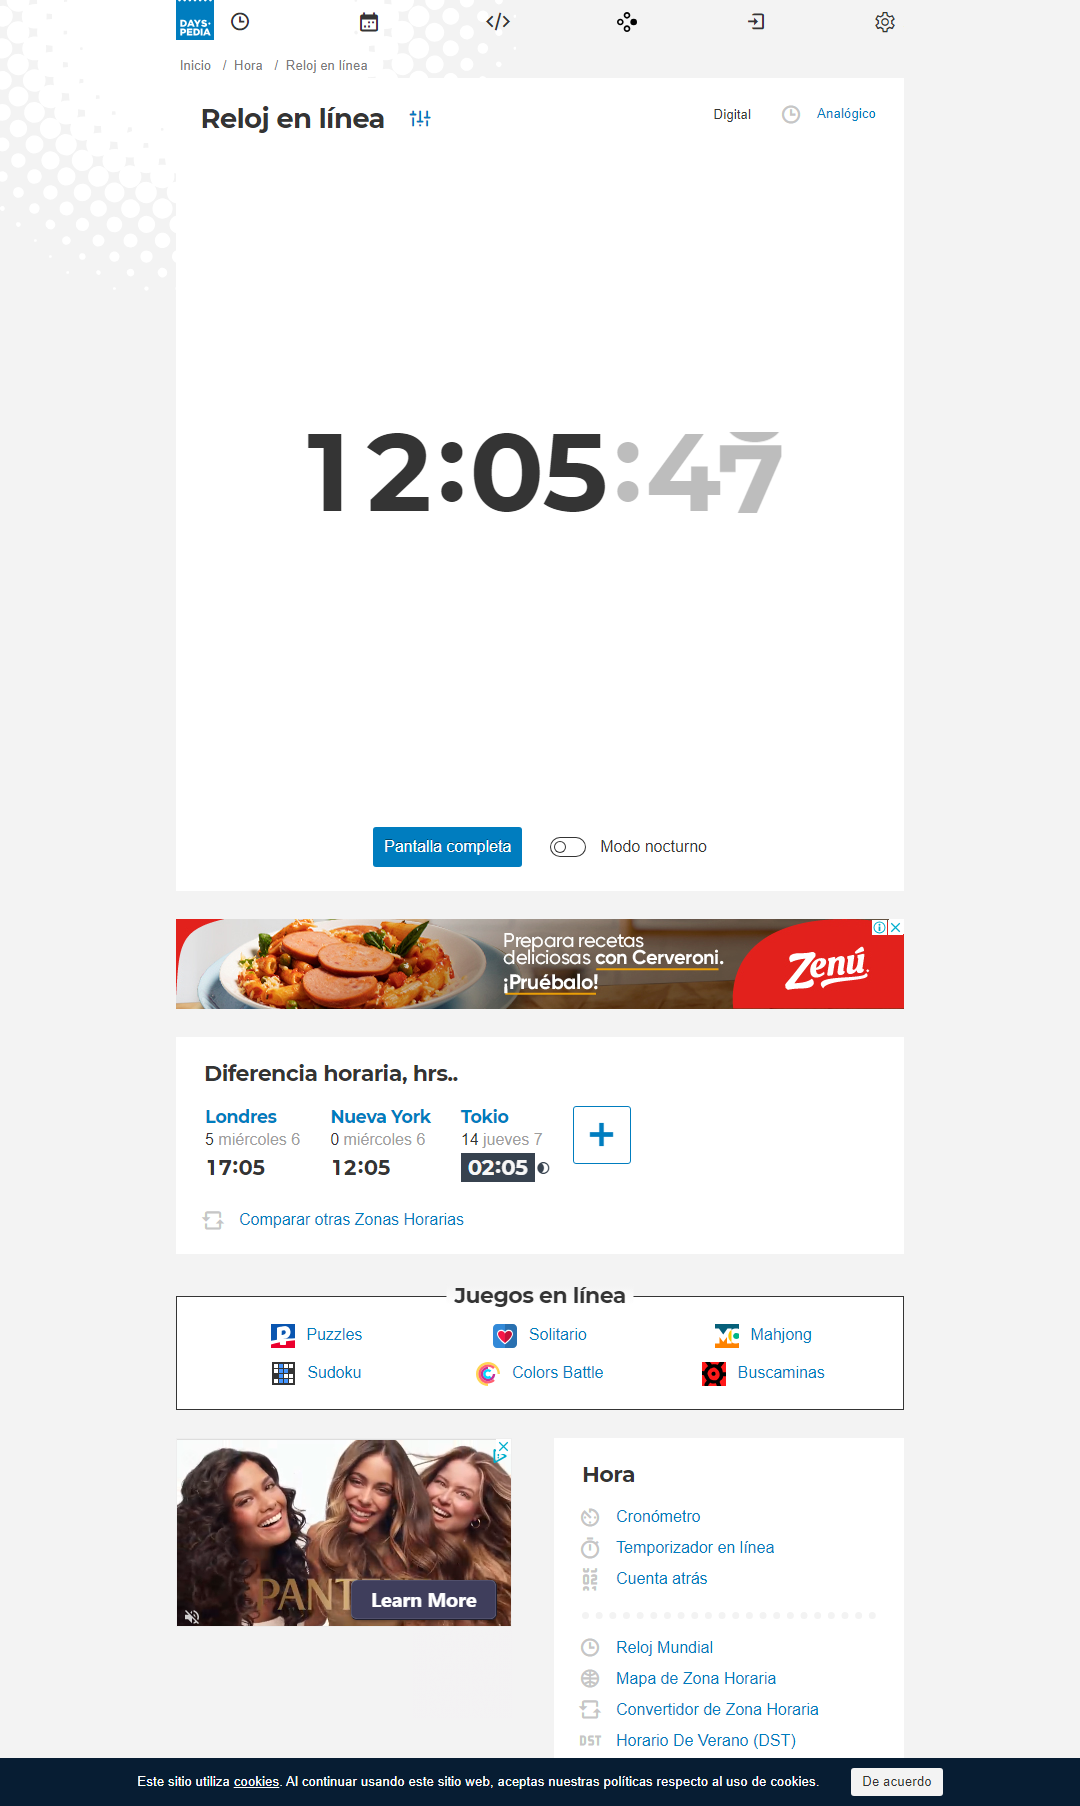 DAYS·
PEDIA
Inicio / Hora / Reloj en línea
Reloj en línea
Digital
Analógico
12:05:47
Pantalla completa
Modo nocturno
Prepara recetas
deliciosas con Cerveroni.
¡Pruébalo!
Zenú
Diferencia horaria, hrs..
Londres
5 miércoles 6
17:05
Nueva York
0 miércoles 6
12:05
Tokio
14 jueves 7
02:05
+
Comparar otras Zonas Horarias
Juegos en línea
Puzzles
Solitario
Mahjong
Sudoku
Colors Battle
Buscaminas
PANT
Learn More
Hora
Cronómetro
Temporizador en línea
02
Cuenta atrás
Reloj Mundial
Mapa de Zona Horaria
Convertidor de Zona Horaria
DST
Horario De Verano (DST)
Este sitio utiliza cookies. Al continuar usando este sitio web, aceptas nuestras políticas respecto al uso de cookies.
De acuerdo